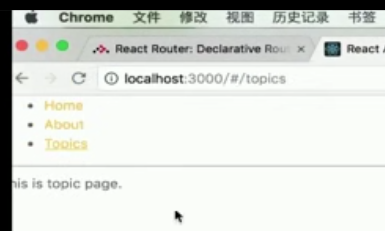 Chrome 文件 修改 视图 历史记录 书签
React Router: Declarative Rou × React A
localhost:3000/#/topics
Home
About
Topics
his is topic page.